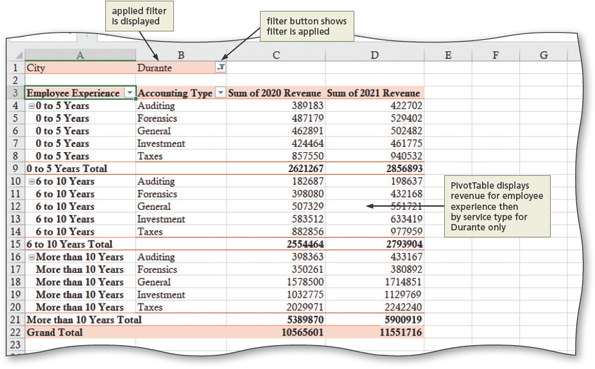 applied filter
is displayed
filter button shows
filter is applied
A B C D E F G
1 City Durante
2
3 Employee Experience Accounting Type Sum of 2020 Revenue Sum of 2021 Revenue
4 0 to 5 Years Auditing 389183 422702
5 0 to 5 Years Forensics 487179 529402
6 0 to 5 Years General 462891 502482
7 0 to 5 Years Investment 424464 461775
8 0 to 5 Years Taxes 857550 940532
9 0 to 5 Years Total 2621267 2856893
10 6 to 10 Years Auditing 182687 198637
11 6 to 10 Years Forensics 398080 432168
12 6 to 10 Years General 507329 551721
13 6 to 10 Years Investment 583512 633419
14 6 to 10 Years Taxes 882856 977959
15 6 to 10 Years Total 2554464 2793904
16 More than 10 Years Auditing 398363 433167
17 More than 10 Years Forensics 350261 380892
18 More than 10 Years General 1578500 1714851
19 More than 10 Years Investment 1032775 1129769
20 More than 10 Years Taxes 2029971 2242240
21 More than 10 Years Total 5389870 5900919
22 Grand Total 10565601 11551716
23
PivotTable displays
revenue for employee
experience then
by service type for
Durante only